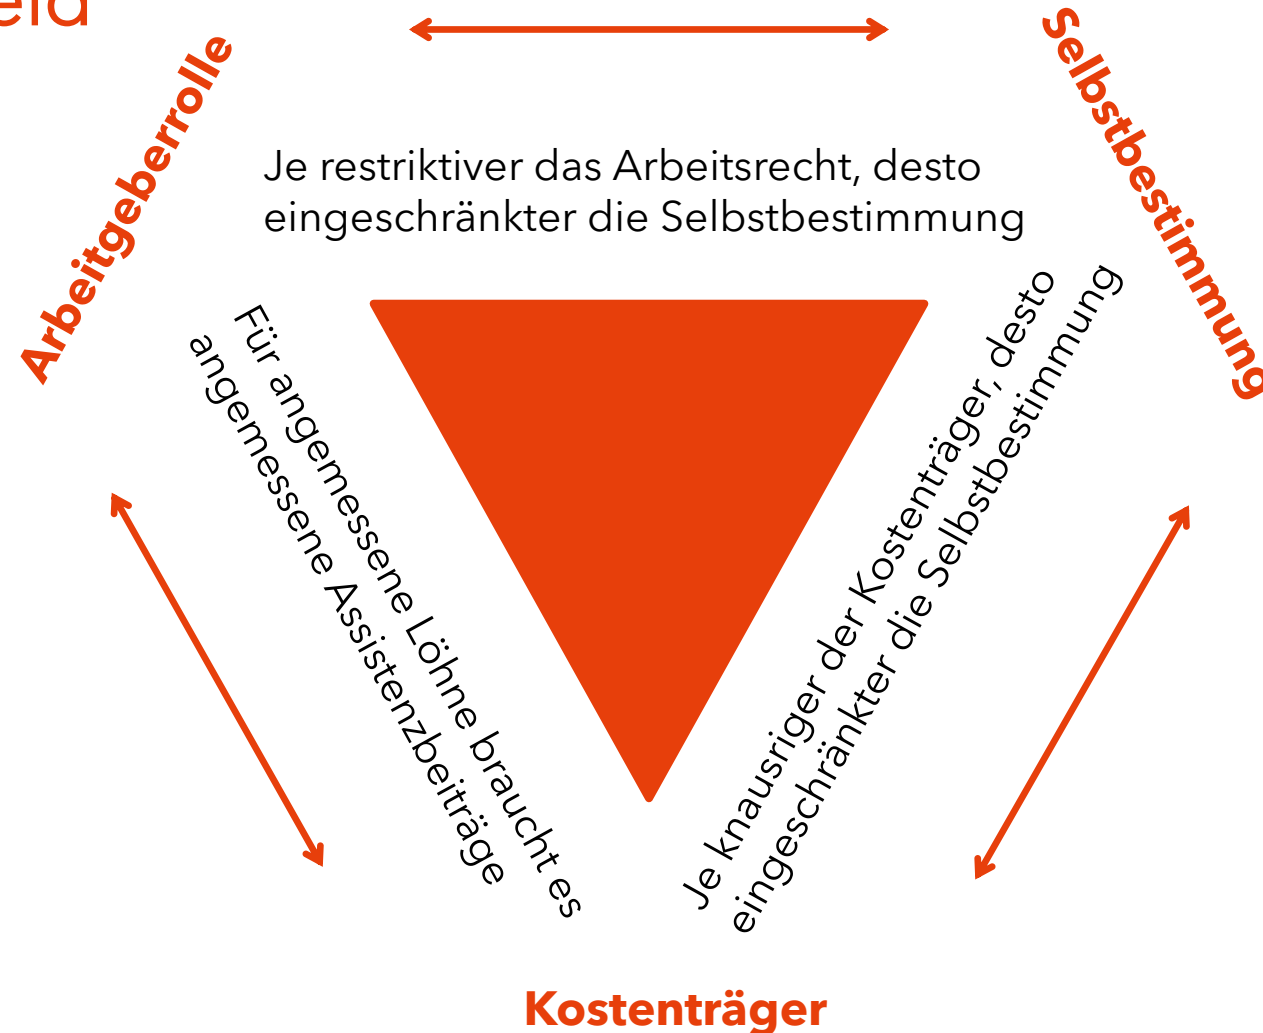 Arbeitgeberrolle
Selbstbestimmung
Je restriktiver das Arbeitsrecht, desto
eingeschränkter die Selbstbestimmung
Für angemessene Löhne braucht es
angemessene Assistenzbeiträge
Je knausriger der Kostenträger, desto
eingeschränkter die Selbstbestimmung
Kostenträger